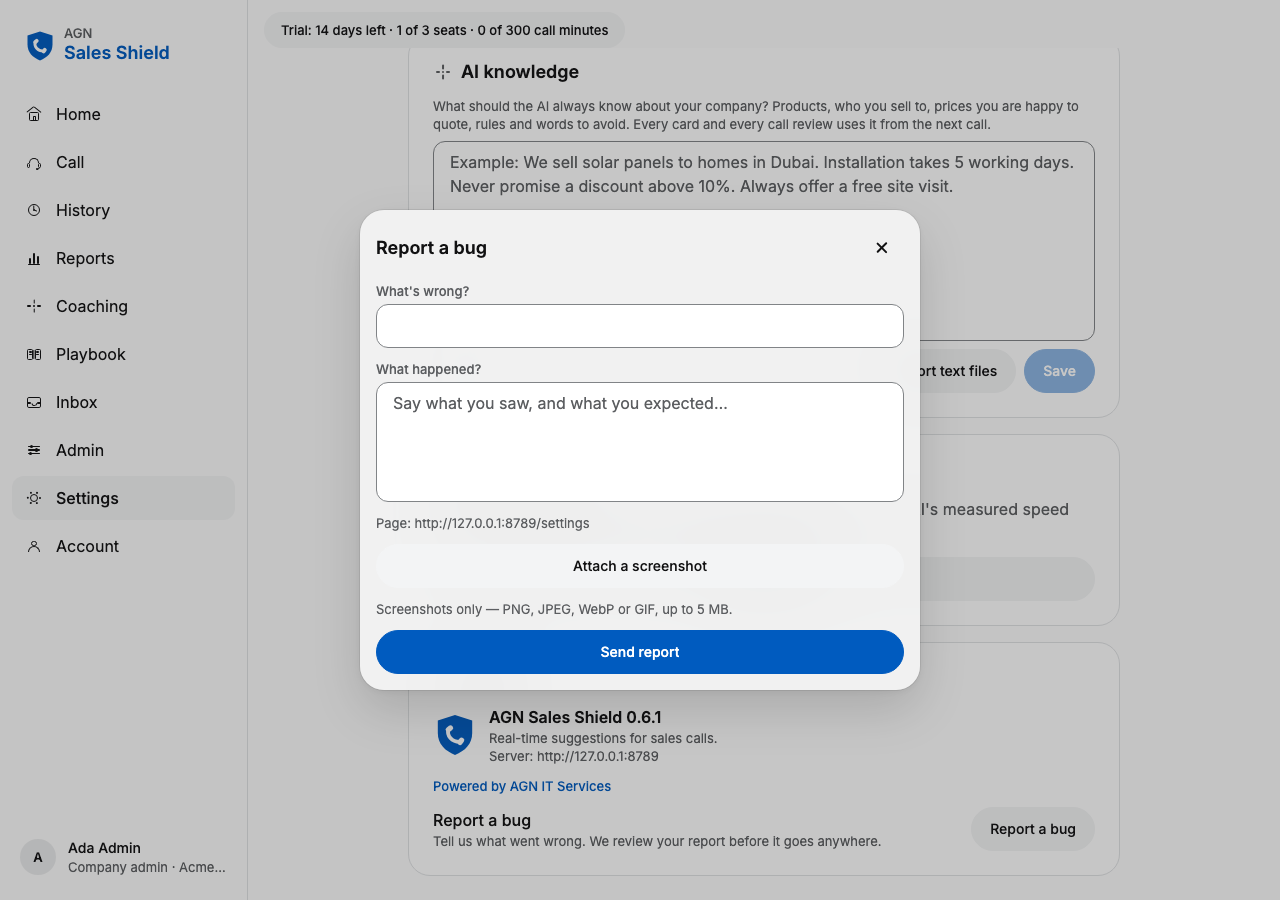 AGN
Sales Shield
Home
Call
History
Reports
Coaching
Playbook
Inbox
Admin
Settings
Account
A
Ada Admin
Company admin · Acme...
Trial: 14 days left · 1 of 3 seats · 0 of 300 call minutes
AI knowledge
What should the AI always know about your company? Products, who you sell to, prices you are happy to
quote, rules and words to avoid. Every card and every call review uses it from the next call.
Example: We sell solar panels to homes in Dubai. Installation takes 5 working days.
Never promise a discount above 10%. Always offer a free site visit.
text files
Save
measured speed
Report a bug
What's wrong?
What happened?
Say what you saw, and what you expected...
Page: http://127.0.0.1:8789/settings
Attach a screenshot
Screenshots only — PNG, JPEG, WebP or GIF, up to 5 MB.
Send report
AGN Sales Shield 0.6.1
Real-time suggestions for sales calls.
Server: http://127.0.0.1:8789
Powered by AGN IT Services
Report a bug
Tell us what went wrong. We review your report before it goes anywhere.
Report a bug